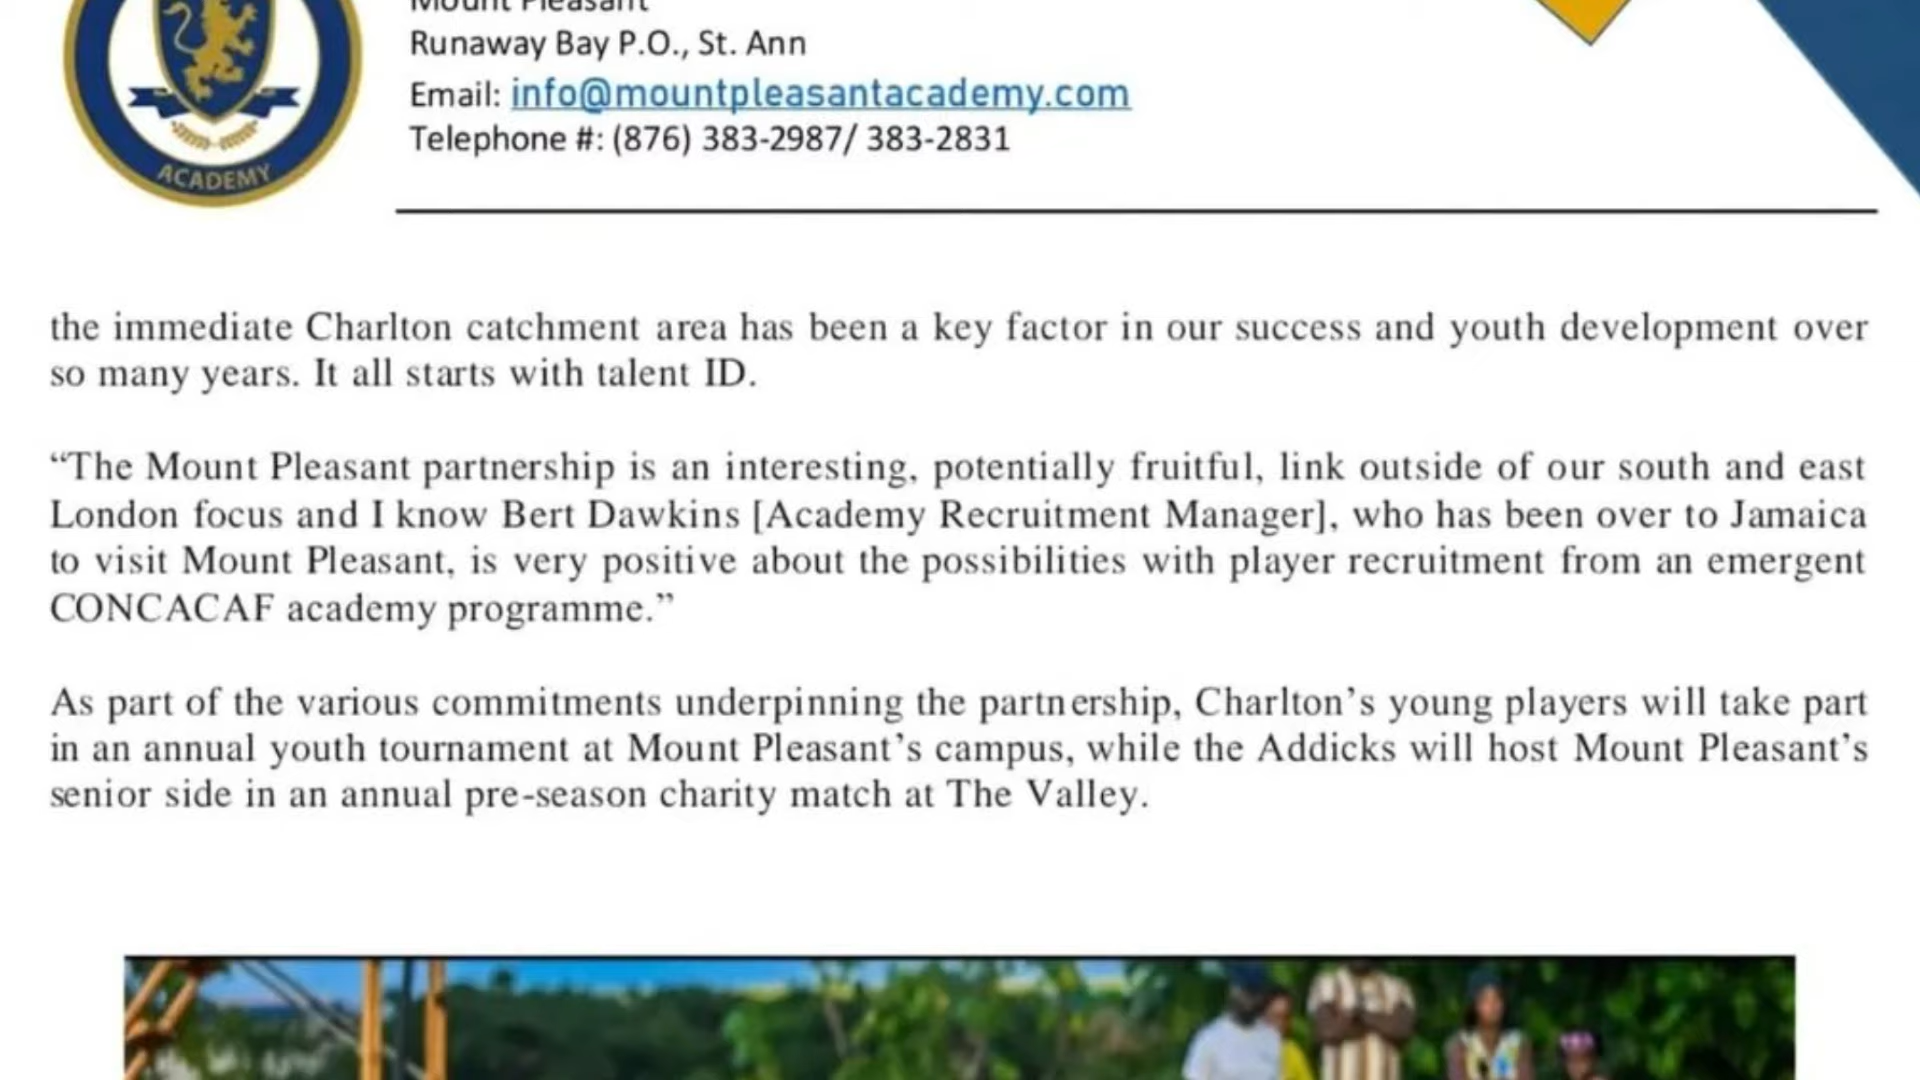 Mount Pleasant
Runaway Bay P.O., St. Ann
Email: info@mountpleasantacademy.com
Telephone #: (876) 383-2987/ 383-2831
ACADEMY
the immediate Charlton catchment area has been a key factor in our success and youth development over
so many years. It all starts with talent ID.
“The Mount Pleasant partnership is an interesting, potentially fruitful, link outside of our south and east
London focus and I know Bert Dawkins [Academy Recruitment Manager], who has been over to Jamaica
to visit Mount Pleasant, is very positive about the possibilities with player recruitment from an emergent
CONCACAF academy programme.”
As part of the various commitments underpinning the partnership, Charlton’s young players will take part
in an annual youth tournament at Mount Pleasant’s campus, while the Addicks will host Mount Pleasant’s
senior side in an annual pre-season charity match at The Valley.